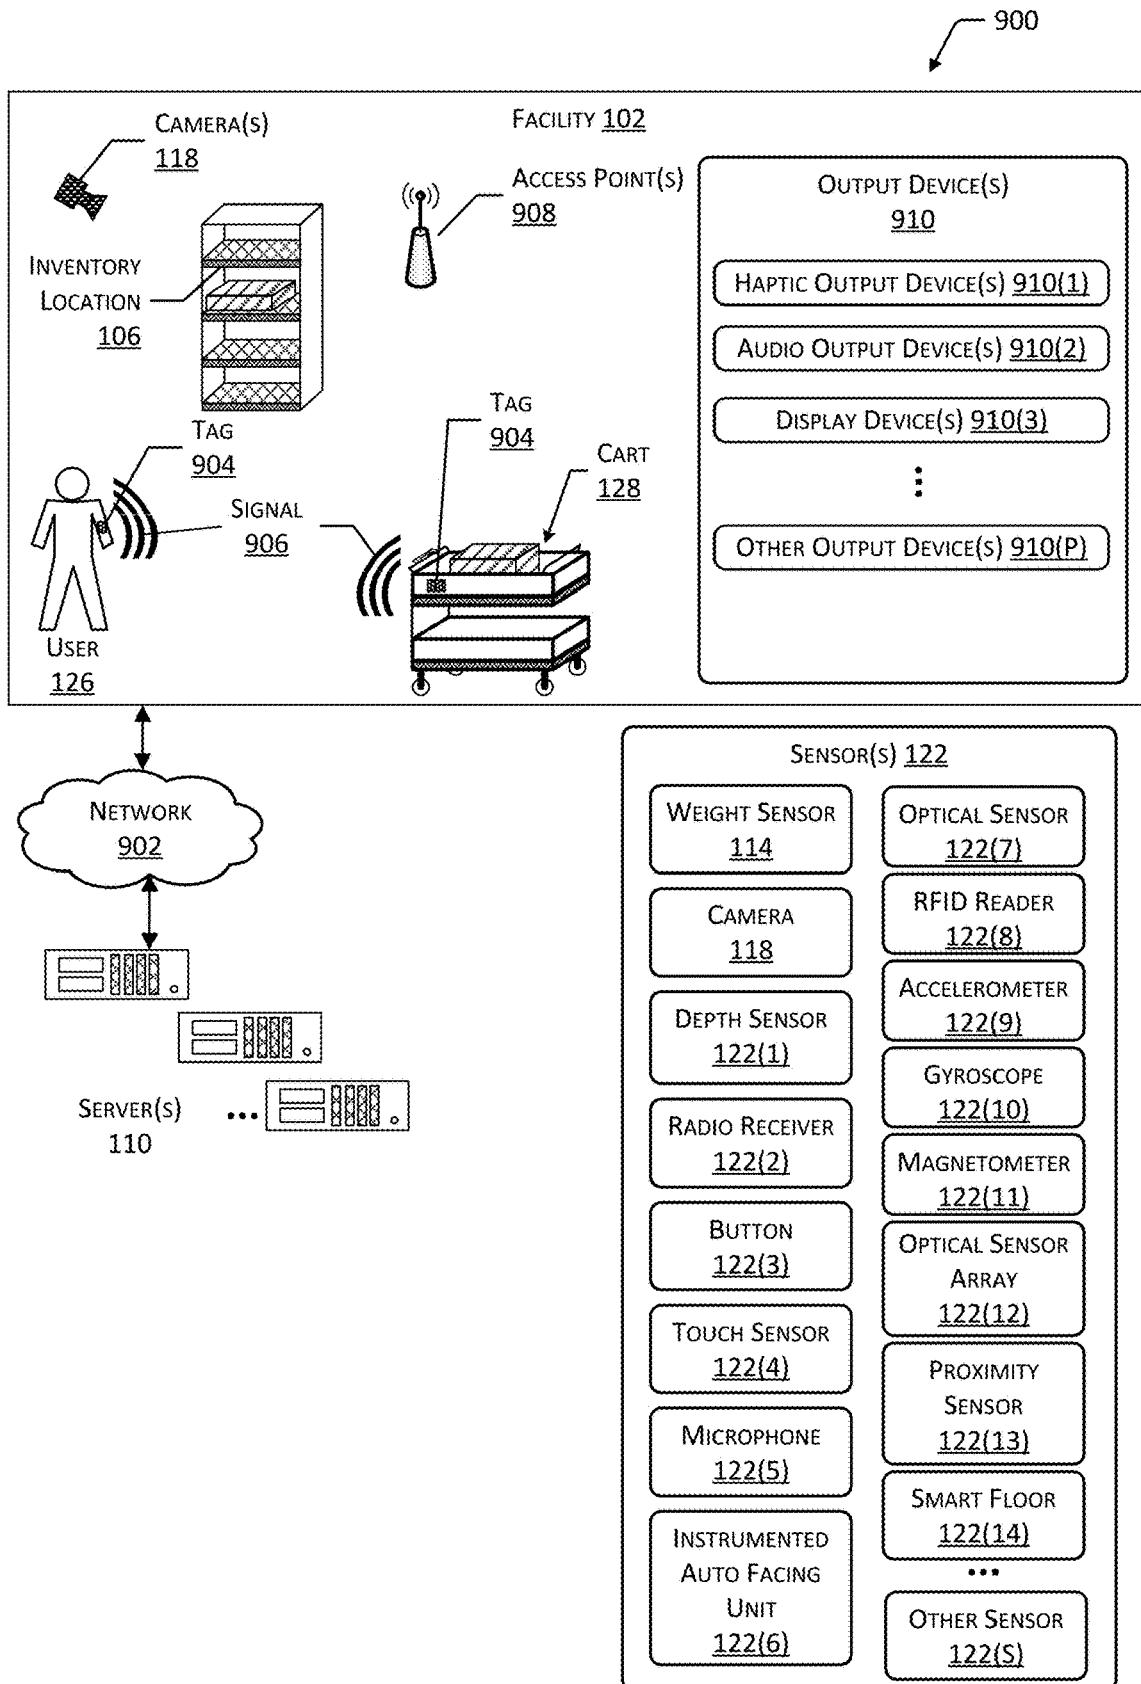 900
CAMERA(S)
118
FACILITY 102
ACCESS POINT(S)
908
INVENTORY
LOCATION
106
TAG
904
TAG
904
CART
128
SIGNAL
906
USER
126
OUTPUT DEVICE(S)
910
HAPTIC OUTPUT DEVICE(S) 910(1)
AUDIO OUTPUT DEVICE(S) 910(2)
DISPLAY DEVICE(S) 910(3)
⋮
OTHER OUTPUT DEVICE(S) 910(P)
NETWORK
902
SERVER(S)
110
...
SENSOR(S) 122
WEIGHT SENSOR
114
CAMERA
118
DEPTH SENSOR
122(1)
RADIO RECEIVER
122(2)
BUTTON
122(3)
TOUCH SENSOR
122(4)
MICROPHONE
122(5)
INSTRUMENTED
AUTO FACING
UNIT
122(6)
OPTICAL SENSOR
122(7)
RFID READER
122(8)
ACCELEROMETER
122(9)
GYROSCOPE
122(10)
MAGNETOMETER
122(11)
OPTICAL SENSOR
ARRAY
122(12)
PROXIMITY
SENSOR
122(13)
SMART FLOOR
122(14)
...
OTHER SENSOR
122(S)